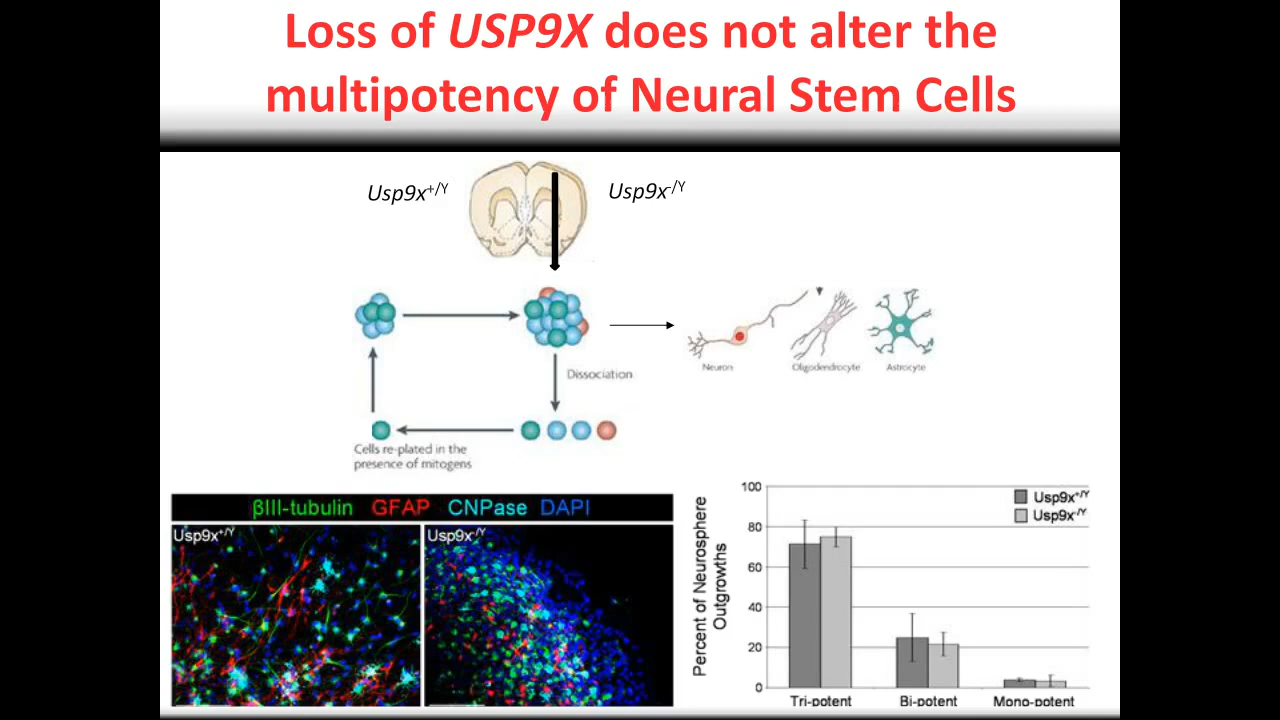 Loss of USP9X does not alter the
multipotency of Neural Stem Cells
Usp9x+/Y
Usp9x-/Y
Neuron
Oligodendrocyte
Astrocyte
Dissociation
Cells re-plated in the
presence of mitogens
βIII-tubulin GFAP CNPase DAPI
Usp9x+/Y
Usp9x-/Y
Percent of Neurosphere
Outgrowths
100
80
60
40
20
0
Usp9x+/Y
Usp9x-/Y
Tri-potent
Bi-potent
Mono-potent